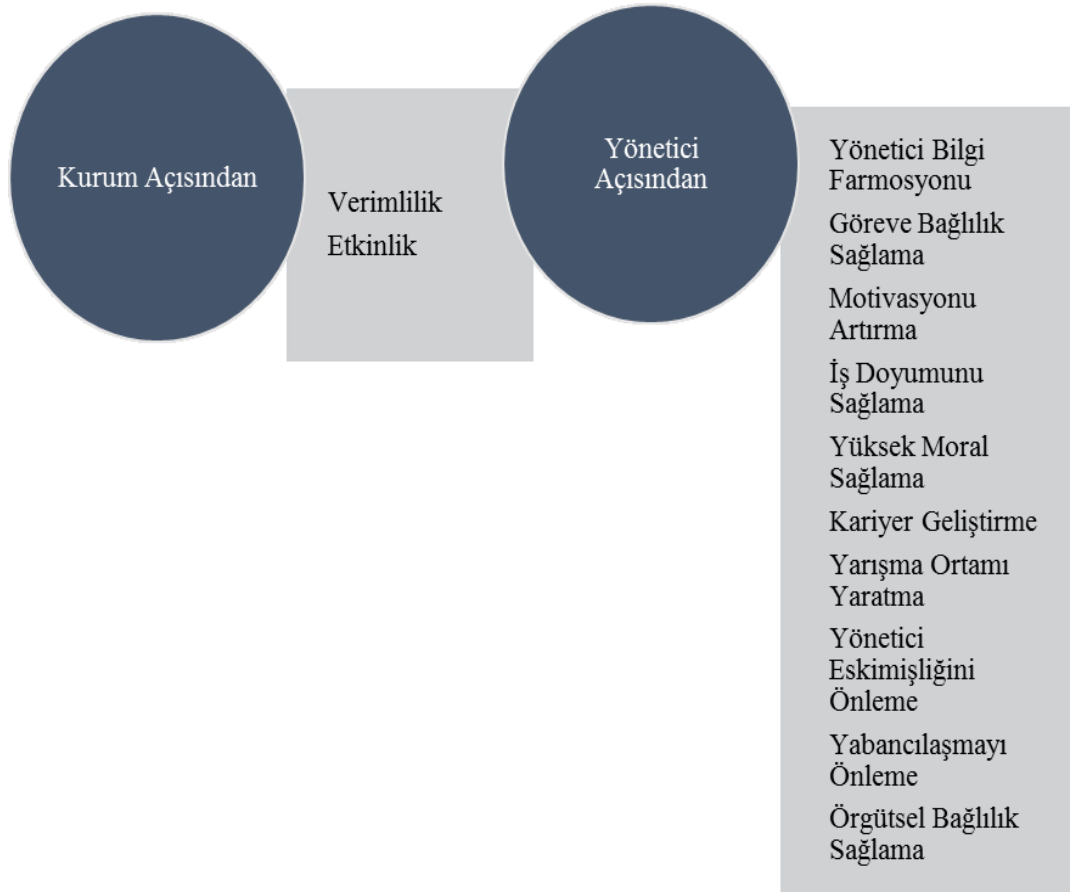 Kurum Açısından
Verimlilik
Etkinlik
Yönetici
Açısından
Yönetici Bilgi
Farmosyonu
Göreve Bağlılık
Sağlama
Motivasyonu
Artırma
İş Doyumunu
Sağlama
Yüksek Moral
Sağlama
Kariyer Geliştirme
Yarışma Ortamı
Yaratma
Yönetici
Eskimişliğini
Önleme
Yabancılaşmayı
Önleme
Örgütsel Bağlılık
Sağlama